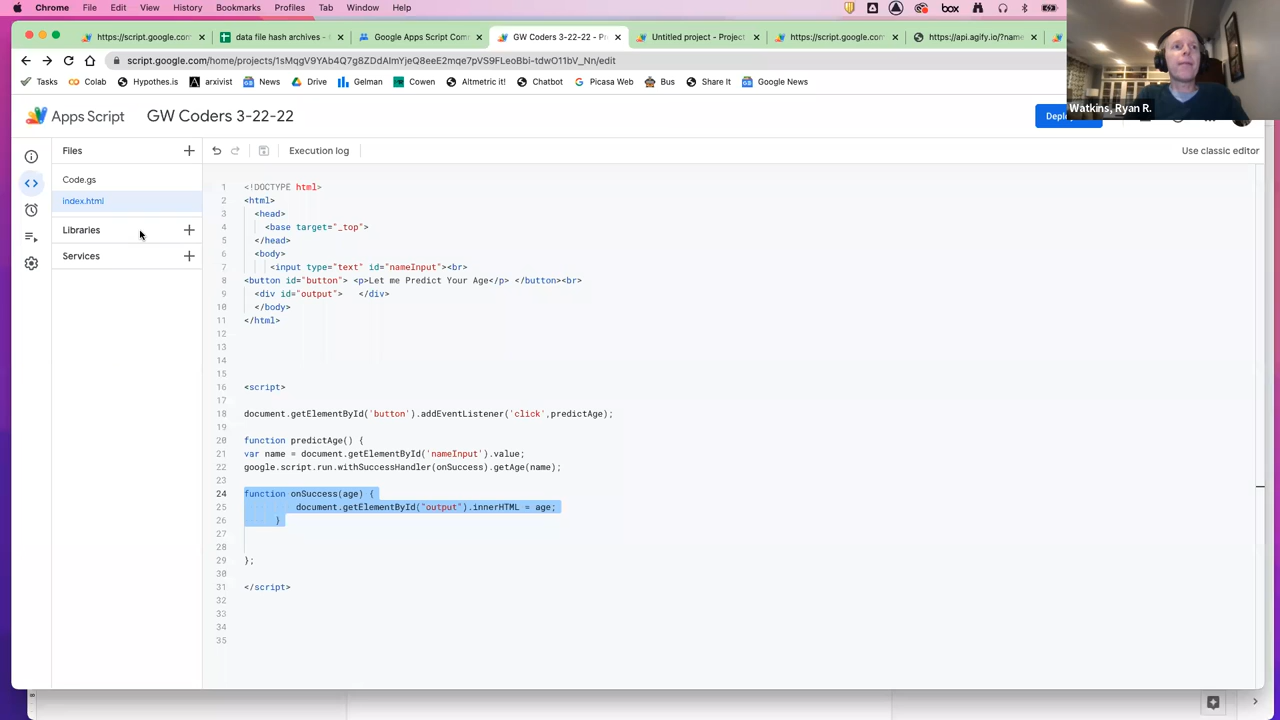 Chrome File Edit View History Bookmarks Profiles Tab Window Help
box
https://script.google.com
data file hash archives -
Google Apps Script Com
GW Coders 3-22-22 - Pr
Untitled project - Project
https://script.google.com
https://api.agify.io/?name
script.google.com/home/projects/1sMqgV9YAb4Q7g8ZDdAlmYjeQ8eeE2mqe7pVS9FLeoBbi-tdwO11bV_Nn/edit
Tasks Colab Hypothes.is arxivist News Drive Gelman Covem Altmetric it! Chatbot Picasa Web Bus Share It Google News
Watkins, Ryan R.
Apps Script GW Coders 3-22-22
Files
Execution log
Use classic editor
Code.gs
index.html
Libraries
Services
1 <!DOCTYPE html>
2 <html>
3 <head>
4 <base target="_top">
5 </head>
6 <body>
7 <input type="text" id="nameInput"><br>
8 <button id="button"> <p>Let me Predict Your Age</p> </button><br>
9 <div id="output"> </div>
10 </body>
11 </html>
12
13
14
15
16 <script>
17
18 document.getElementById('button').addEventListener('click',predictAge);
19
20 function predictAge() {
21 var name = document.getElementById('nameInput').value;
22 google.script.run.withSuccessHandler(onSuccess).getAge(name);
23
24 function onSuccess(age) {
25 document.getElementById("output").innerHTML = age;
26 }
27
28
29 };
30
31 </script>
32
33
34
35